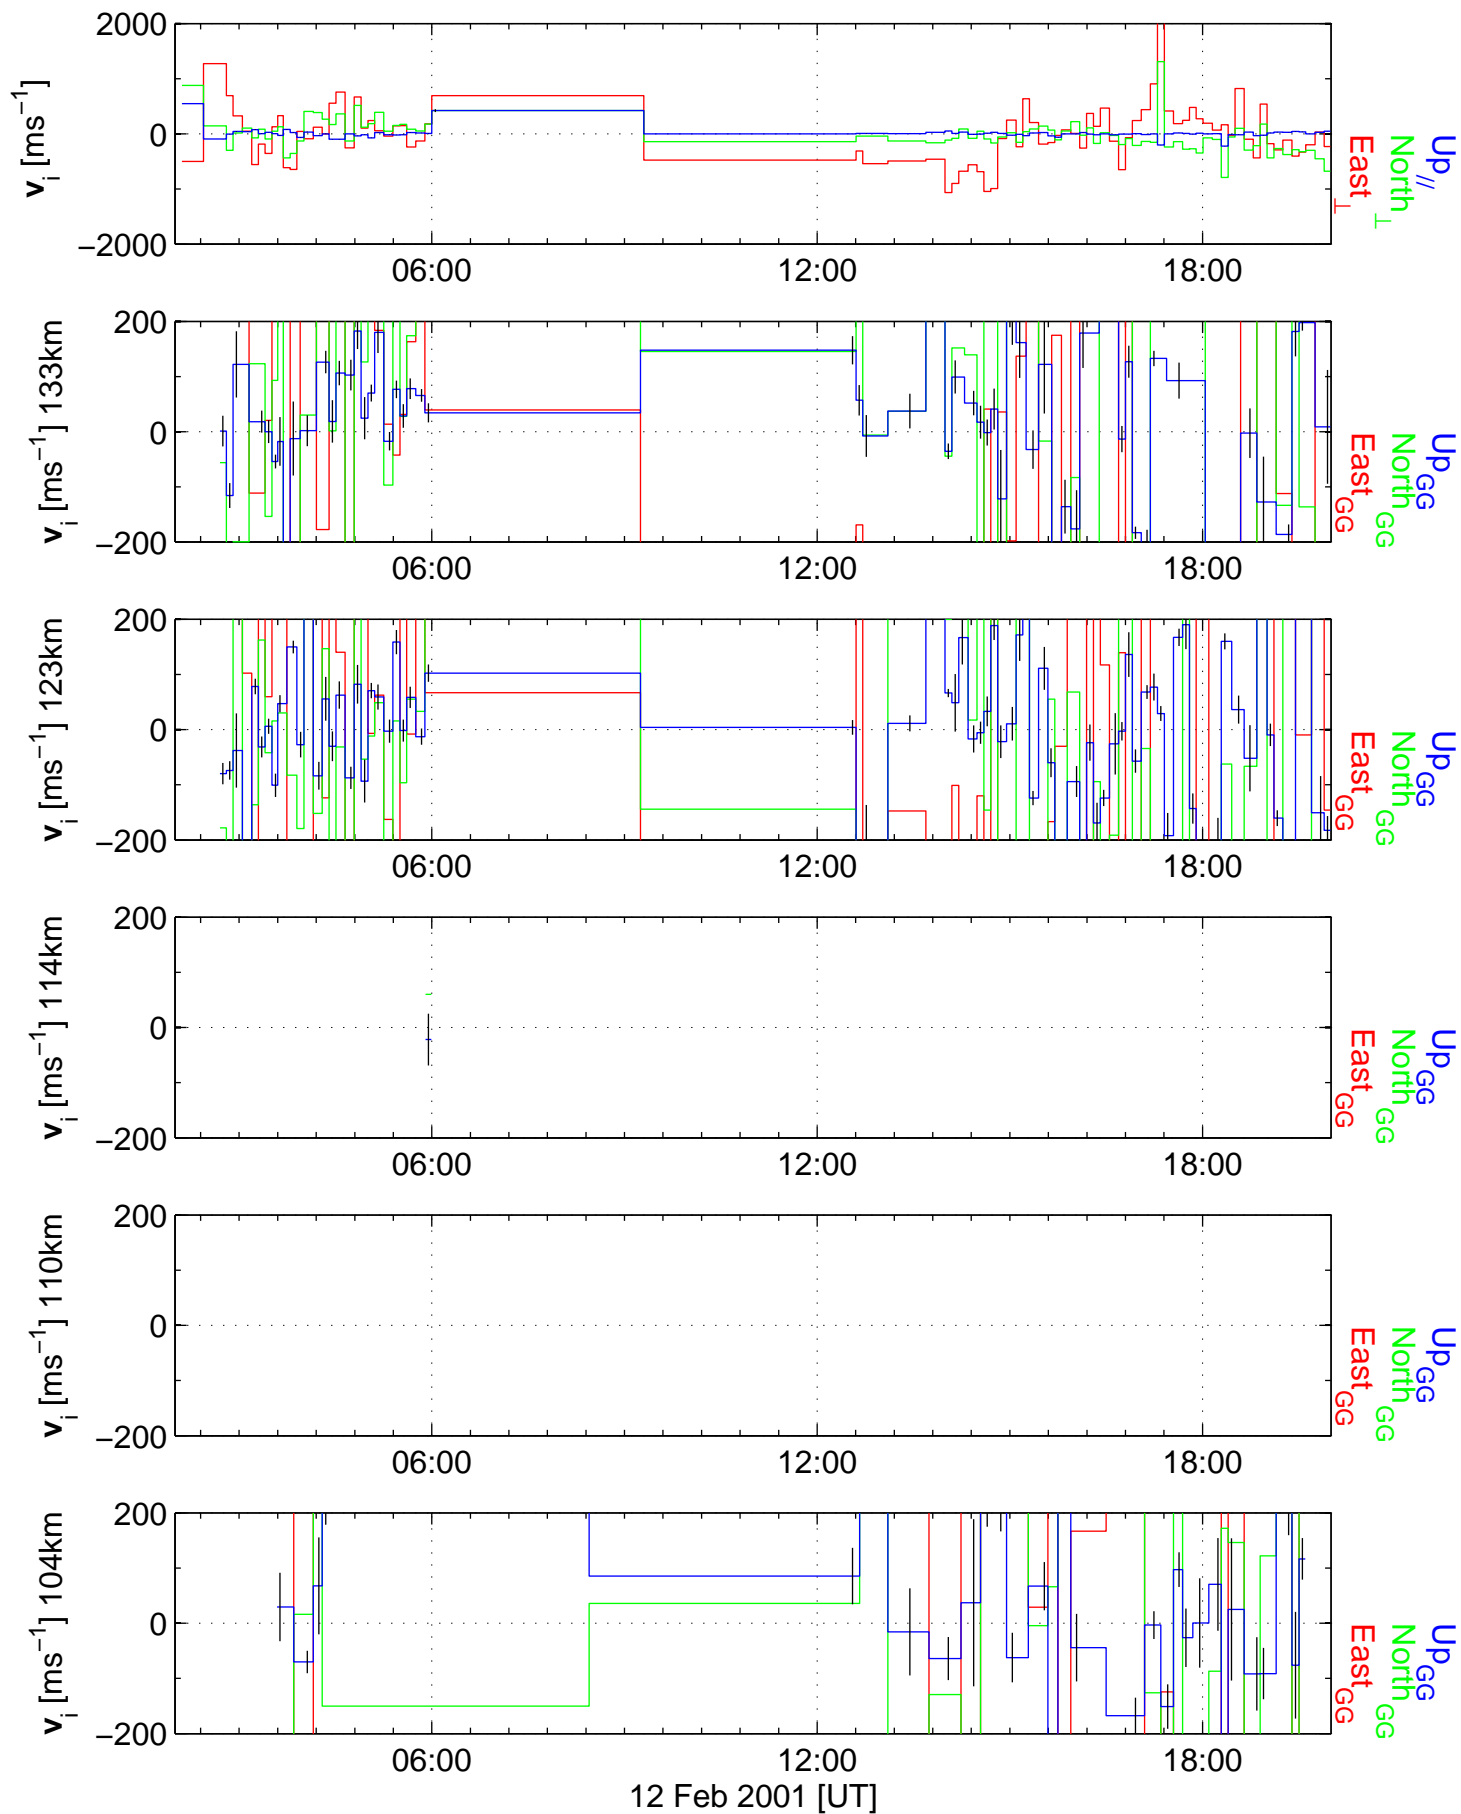 2000
0
−2000
v_i [ms⁻¹]
06:00 12:00 18:00
Up_//
North_⊥
East_⊥
200
0
−200
v_i [ms⁻¹] 133km
06:00 12:00 18:00
Up_GG
North_GG
East_GG
200
0
−200
v_i [ms⁻¹] 123km
06:00 12:00 18:00
Up_GG
North_GG
East_GG
200
0
−200
v_i [ms⁻¹] 114km
06:00 12:00 18:00
Up_GG
North_GG
East_GG
200
0
−200
v_i [ms⁻¹] 110km
06:00 12:00 18:00
Up_GG
North_GG
East_GG
200
0
−200
v_i [ms⁻¹] 104km
06:00 12:00 18:00
Up_GG
North_GG
East_GG
12 Feb 2001 [UT]